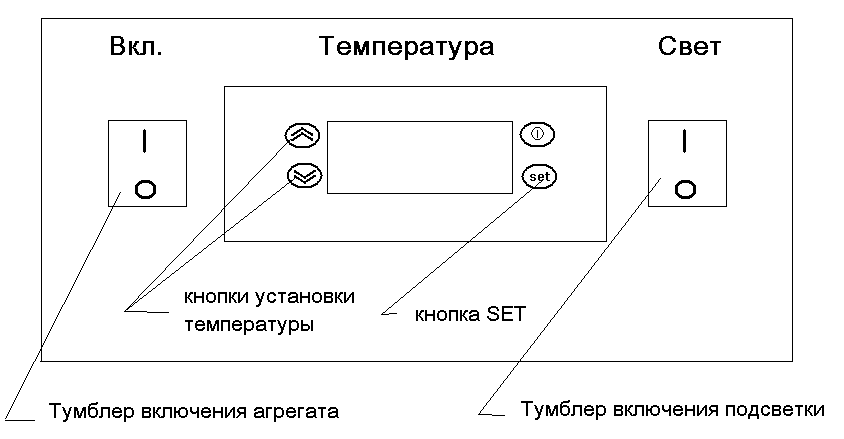 Вкл. Температура Свет
set
кнопки установки
температуры
кнопка SET
Тумблер включения агрегата
Тумблер включения подсветки